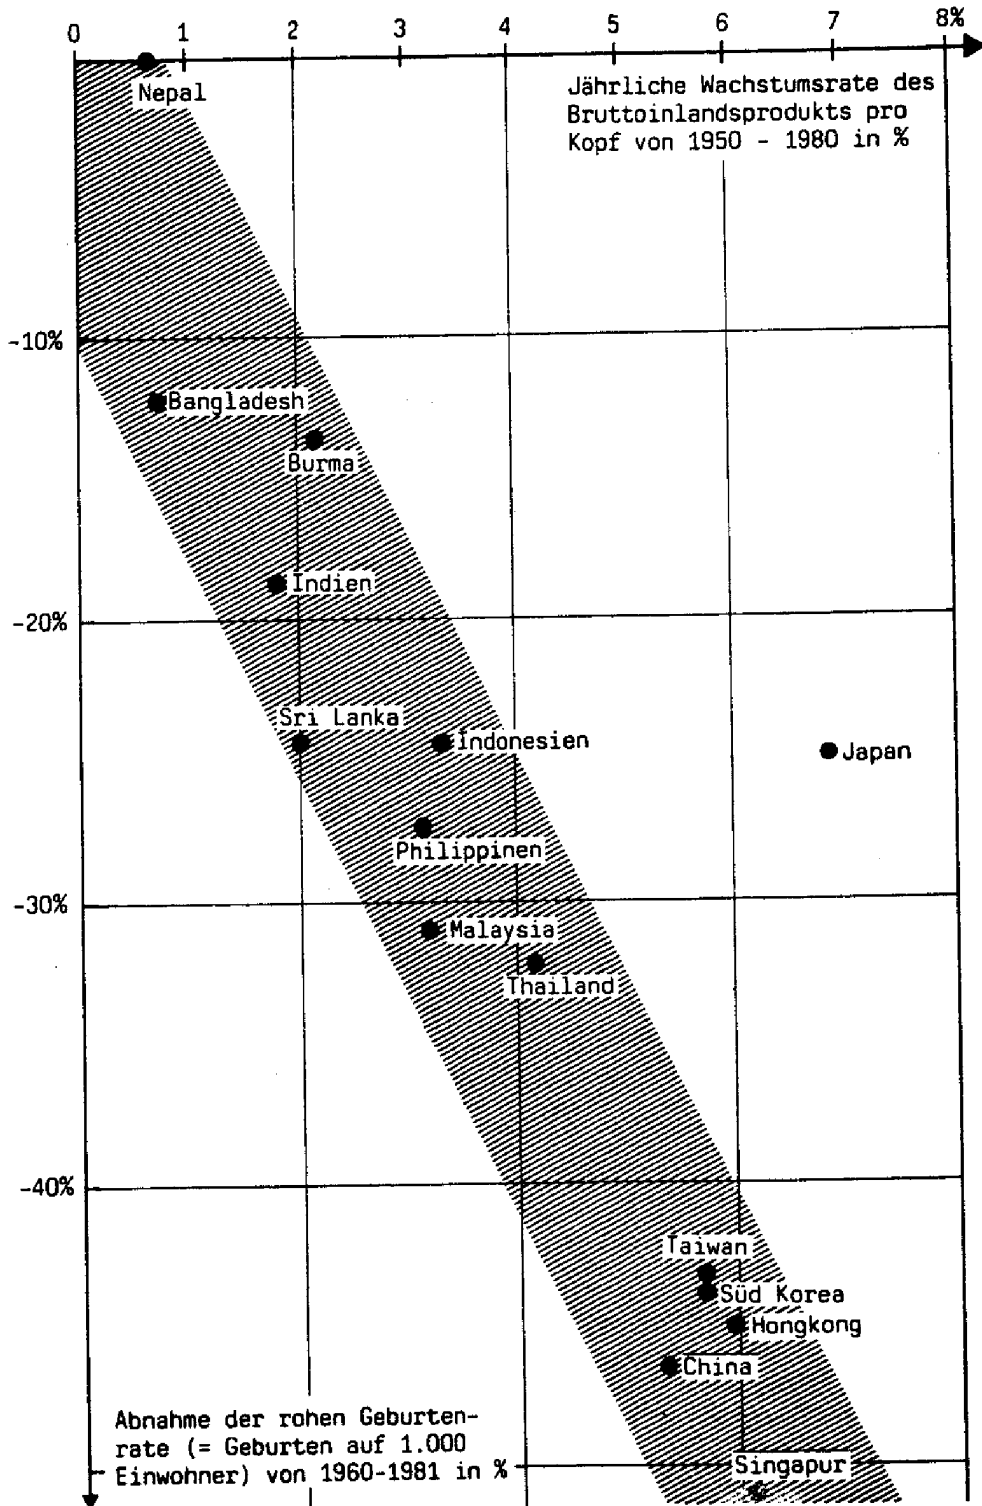 0 1 2 3 4 5 6 7 8%
Nepal
Jährliche Wachstumsrate des
Bruttoinlandsprodukts pro
Kopf von 1950 - 1980 in %
-10%
Bangladesh
Burma
Indien
-20%
Sri Lanka
Indonesien
Japan
Philippinen
-30%
Malaysia
Thailand
-40%
Taiwan
Süd Korea
Hongkong
China
Abnahme der rohen Geburten-
rate (= Geburten auf 1.000
Einwohner) von 1960-1981 in %
Singapur